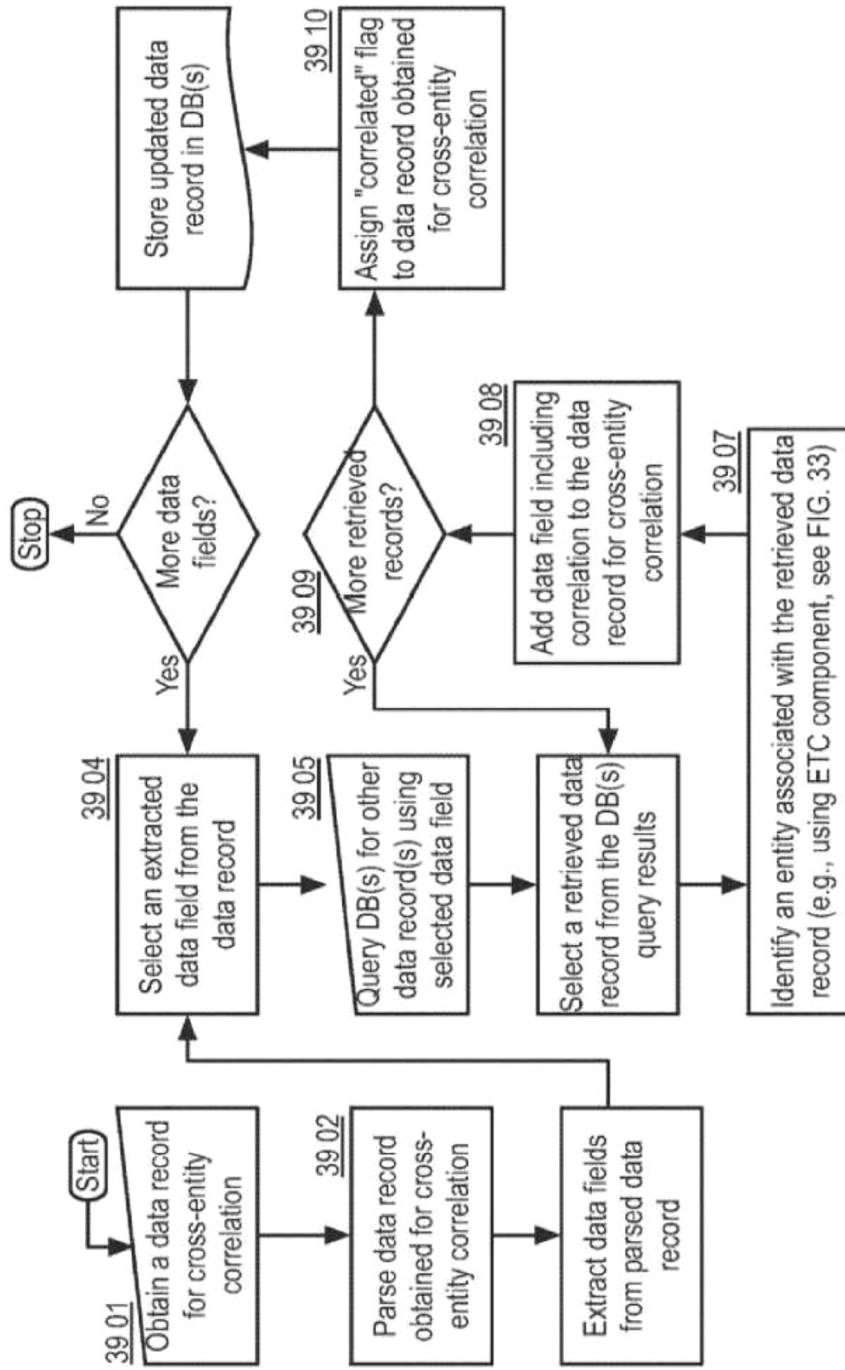 Start
39 01
Obtain a data record
for cross-entity
correlation
39 02
Parse data record
obtained for cross-
entity correlation
Extract data fields
from parsed data
record
39 04
Select an extracted
data field from the
data record
39 05
Query DB(s) for other
data record(s) using
selected data field
Select a retrieved data
record from the DB(s)
query results
39 07
Identify an entity associated with the retrieved data
record (e.g., using ETC component, see FIG. 33)
39 08
Add data field including
correlation to the data
record for cross-entity
correlation
39 09
More retrieved
records?
Yes
39 10
Assign "correlated" flag
to data record obtained
for cross-entity
correlation
Store updated data
record in DB(s)
More data
fields?
Yes
No
Stop